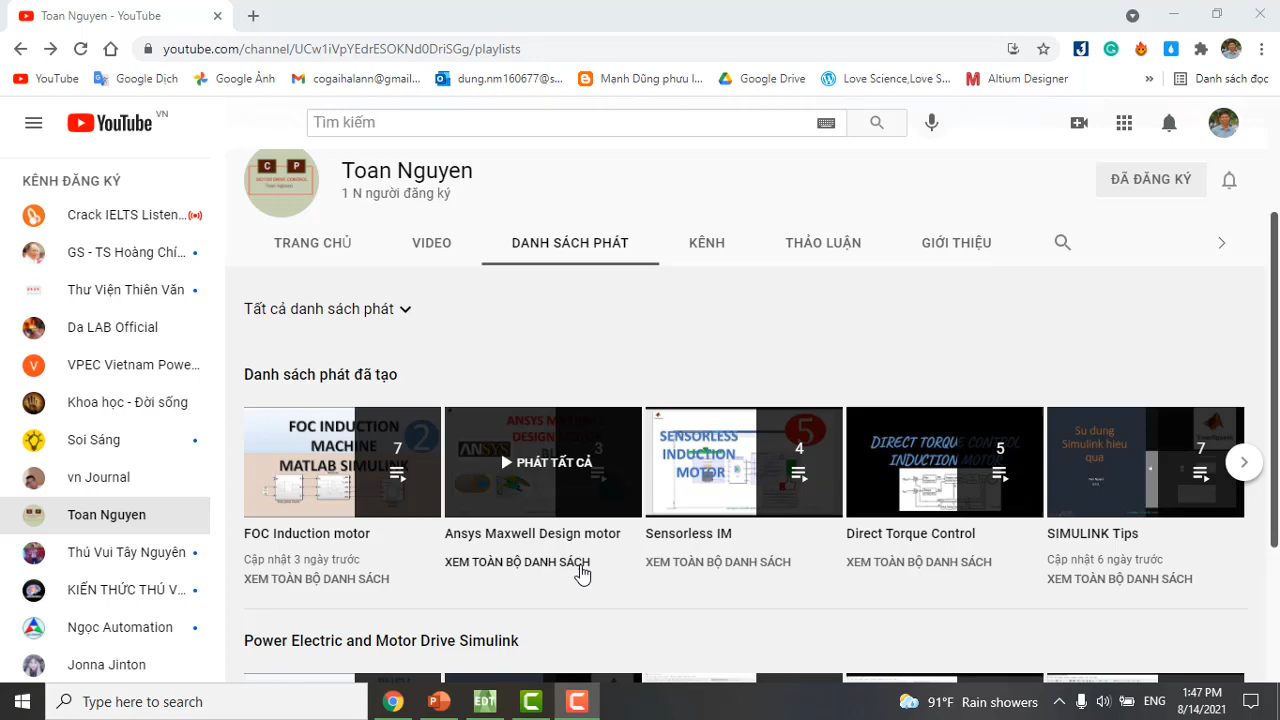 Toan Nguyen - YouTube
youtube.com/channel/UCw1iVpYEdrESOKNd0DriSGg/playlists
YouTube
Google Dịch
Google Ảnh
cogaihalann@gmail...
dung.nm160677@s...
Mạnh Dũng phưu l...
Google Drive
Love Science,Love S...
Altium Designer
»
Danh sách đọc
YouTube VN
Tìm kiếm
KÊNH ĐĂNG KÝ
Crack IELTS Listen...
GS - TS Hoàng Chí...
Thư Viện Thiên Văn
Da LAB Official
VPEC Vietnam Powe...
Khoa học - Đời sống
Soi Sáng
vn Journal
Toan Nguyen
Thú Vui Tây Nguyên
KIẾN THỨC THÚ V...
Ngọc Automation
Jonna Jinton
C P
MOTOR DRIVE CONTROL
Toan Nguyen
Toan Nguyen
1 N người đăng ký
ĐÃ ĐĂNG KÝ
TRANG CHỦ
VIDEO
DANH SÁCH PHÁT
KÊNH
THẢO LUẬN
GIỚI THIỆU
Tất cả danh sách phát
Danh sách phát đã tạo
FOC INDUCTION
MACHINE
MATLAB SIMULINK
2
7
FOC Induction motor
Cập nhật 3 ngày trước
XEM TOÀN BỘ DANH SÁCH
ANSYS
3
PHÁT TẤT CẢ
Ansys Maxwell Design motor
XEM TOÀN BỘ DANH SÁCH
SENSORLESS
INDUCTION
MOTOR
5
4
Sensorless IM
XEM TOÀN BỘ DANH SÁCH
DIRECT TORQUE CONTROL
INDUCTION MOTOR
5
Direct Torque Control
XEM TOÀN BỘ DANH SÁCH
Su dung
Simulink hieu
qua
7
SIMULINK Tips
Cập nhật 6 ngày trước
XEM TOÀN BỘ DANH SÁCH
Power Electric and Motor Drive Simulink
Type here to search
EDT
91°F Rain showers
ENG
1:47 PM
8/14/2021